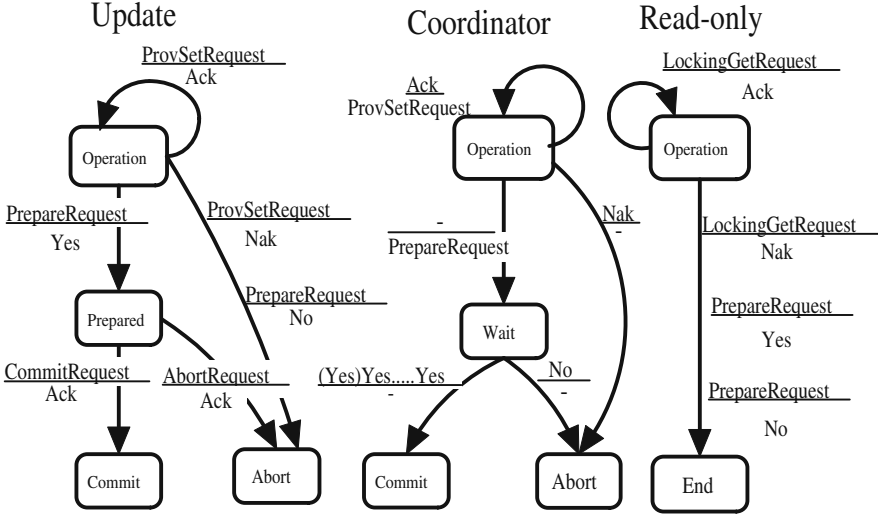 Update
ProvSetRequest
Ack
Operation
PrepareRequest
Yes
ProvSetRequest
Nak
PrepareRequest
No
Prepared
CommitRequest
Ack
AbortRequest
Ack
Commit
Abort
Coordinator
Ack
ProvSetRequest
Operation
-
PrepareRequest
Nak
-
Wait
(Yes)Yes.....Yes
-
No
-
Commit
Abort
Read-only
LockingGetRequest
Ack
Operation
LockingGetRequest
Nak
PrepareRequest
Yes
PrepareRequest
No
End